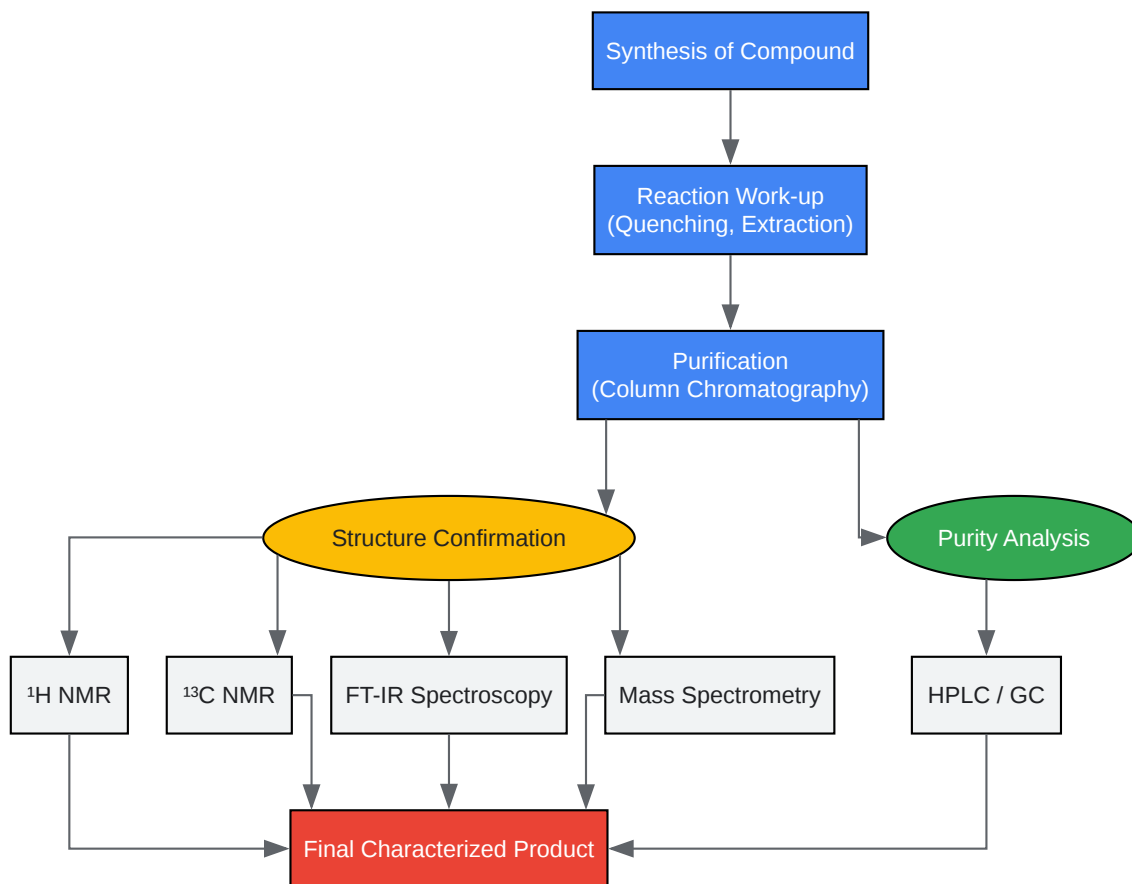 Synthesis of Compound
Reaction Work-up
(Quenching, Extraction)
Purification
(Column Chromatography)
Structure Confirmation
Purity Analysis
¹H NMR
¹³C NMR
FT-IR Spectroscopy
Mass Spectrometry
HPLC / GC
Final Characterized Product